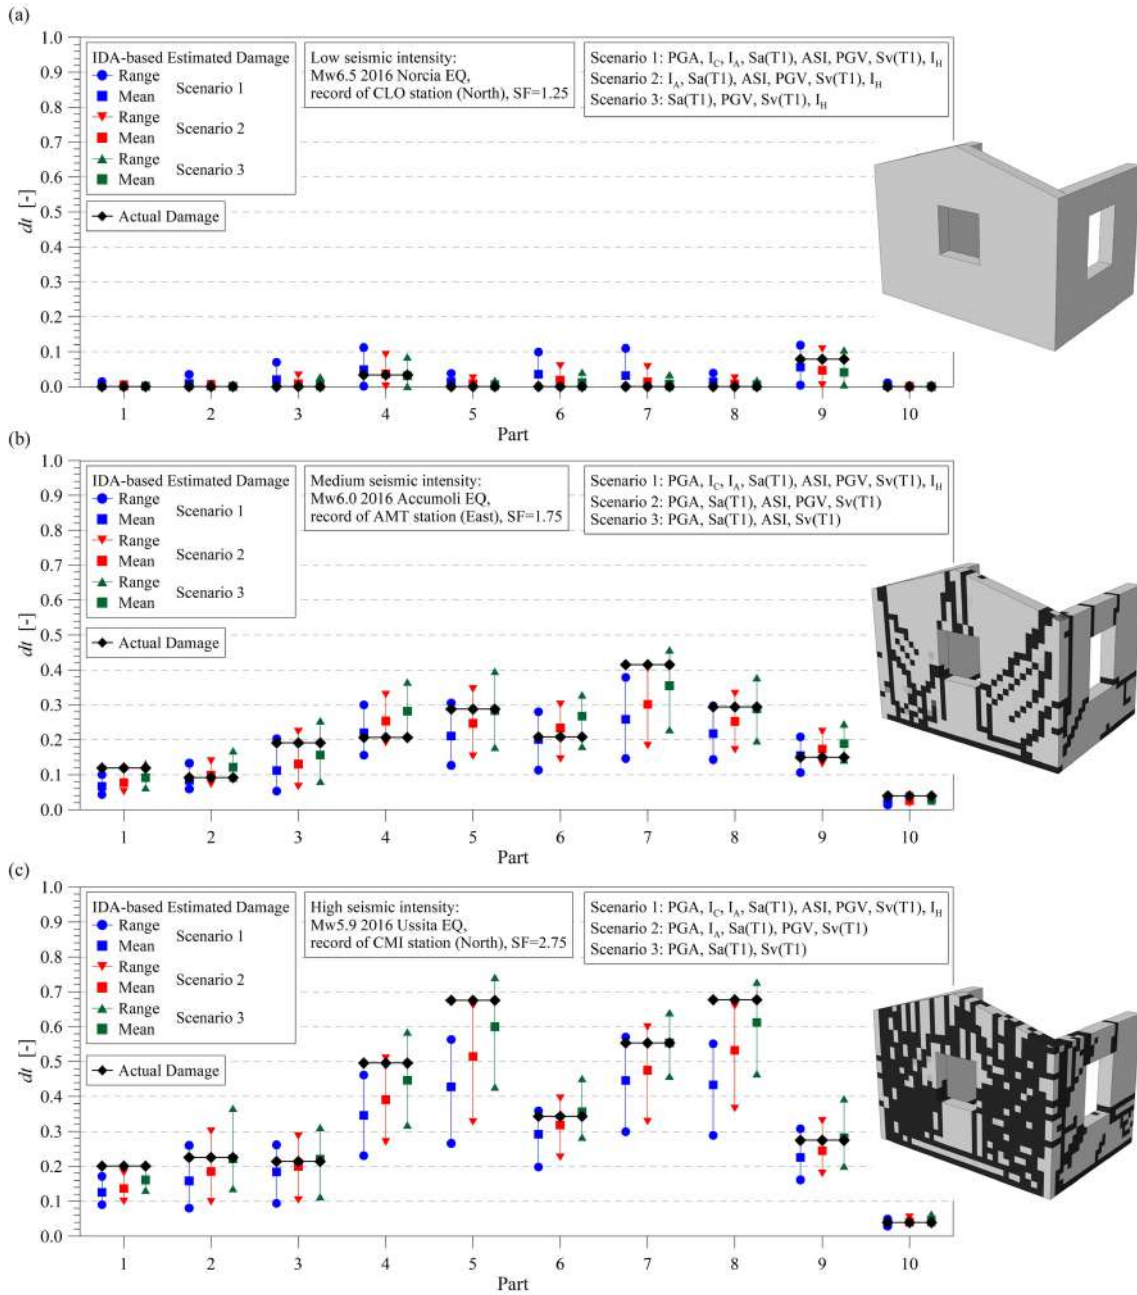 (a)
1.0
0.9
0.8
0.7
0.6
0.5
0.4
0.3
0.2
0.1
0.0
dt [-]
IDA-based Estimated Damage
Range
Mean
Scenario 1
Range
Mean
Scenario 2
Range
Mean
Scenario 3
Actual Damage
Low seismic intensity:
Mw6.5 2016 Norcia EQ,
record of CLO station (North), SF=1.25
Scenario 1: PGA, I_C, I_A, Sa(T1), ASI, PGV, Sv(T1), I_H
Scenario 2: I_A, Sa(T1), ASI, PGV, Sv(T1), I_H
Scenario 3: Sa(T1), PGV, Sv(T1), I_H
1 2 3 4 5 6 7 8 9 10
Part
(b)
1.0
0.9
0.8
0.7
0.6
0.5
0.4
0.3
0.2
0.1
0.0
dt [-]
IDA-based Estimated Damage
Range
Mean
Scenario 1
Range
Mean
Scenario 2
Range
Mean
Scenario 3
Actual Damage
Medium seismic intensity:
Mw6.0 2016 Accumoli EQ,
record of AMT station (East), SF=1.75
Scenario 1: PGA, I_C, I_A, Sa(T1), ASI, PGV, Sv(T1), I_H
Scenario 2: PGA, Sa(T1), ASI, PGV, Sv(T1)
Scenario 3: PGA, Sa(T1), ASI, Sv(T1)
1 2 3 4 5 6 7 8 9 10
Part
(c)
1.0
0.9
0.8
0.7
0.6
0.5
0.4
0.3
0.2
0.1
0.0
dt [-]
IDA-based Estimated Damage
Range
Mean
Scenario 1
Range
Mean
Scenario 2
Range
Mean
Scenario 3
Actual Damage
High seismic intensity:
Mw5.9 2016 Ussita EQ,
record of CMI station (North), SF=2.75
Scenario 1: PGA, I_C, I_A, Sa(T1), ASI, PGV, Sv(T1), I_H
Scenario 2: PGA, I_A, Sa(T1), PGV, Sv(T1)
Scenario 3: PGA, Sa(T1), Sv(T1)
1 2 3 4 5 6 7 8 9 10
Part